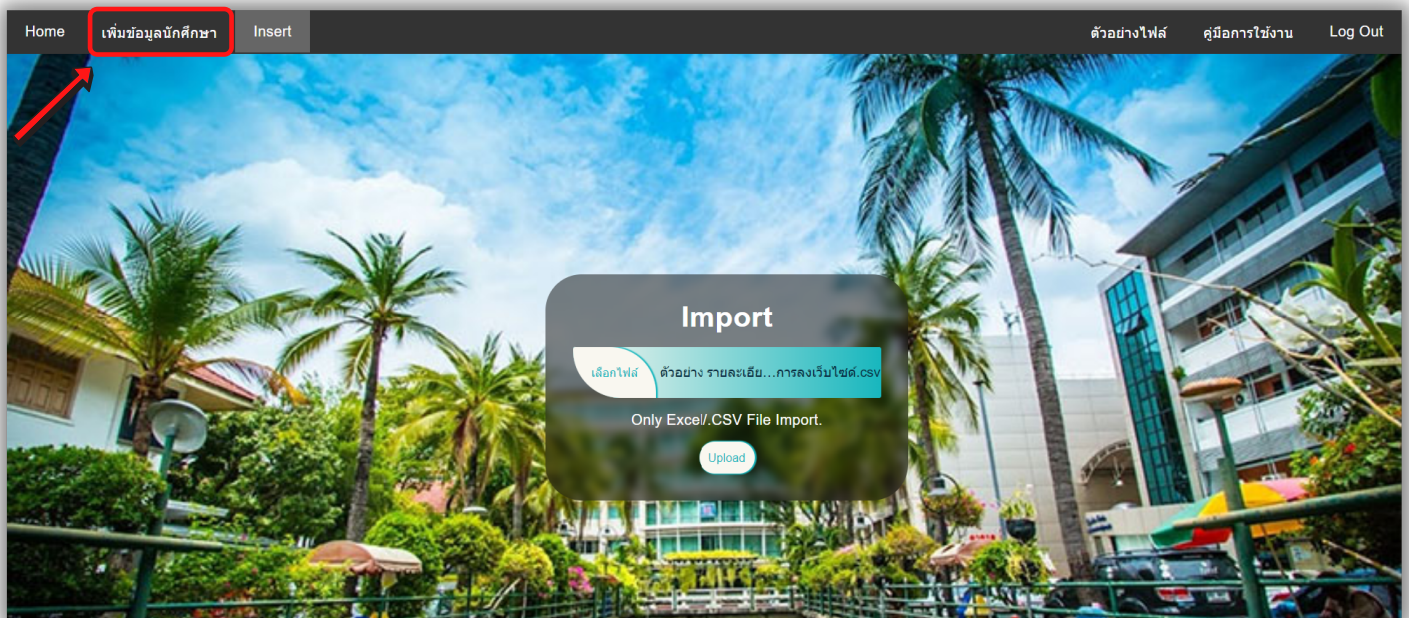 Home
เพิ่มข้อมูลนักศึกษา
Insert
ตัวอย่างไฟล์
คู่มือการใช้งาน
Log Out
Import
เลือกไฟล์
ตัวอย่าง รายละเอีย…การลงเว็บไซต์.csv
Only Excel/.CSV File Import.
Upload